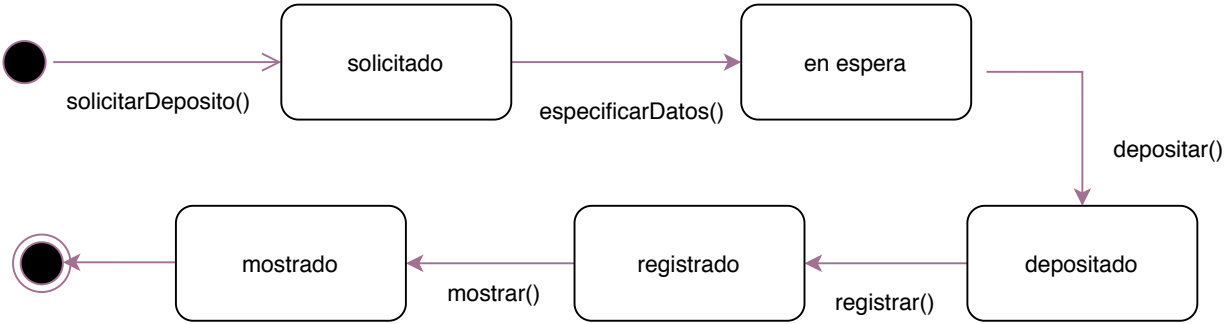 solicitado
en espera
solicitarDeposito()
especificarDatos()
depositar()
mostrado
registrado
depositado
mostrar()
registrar()